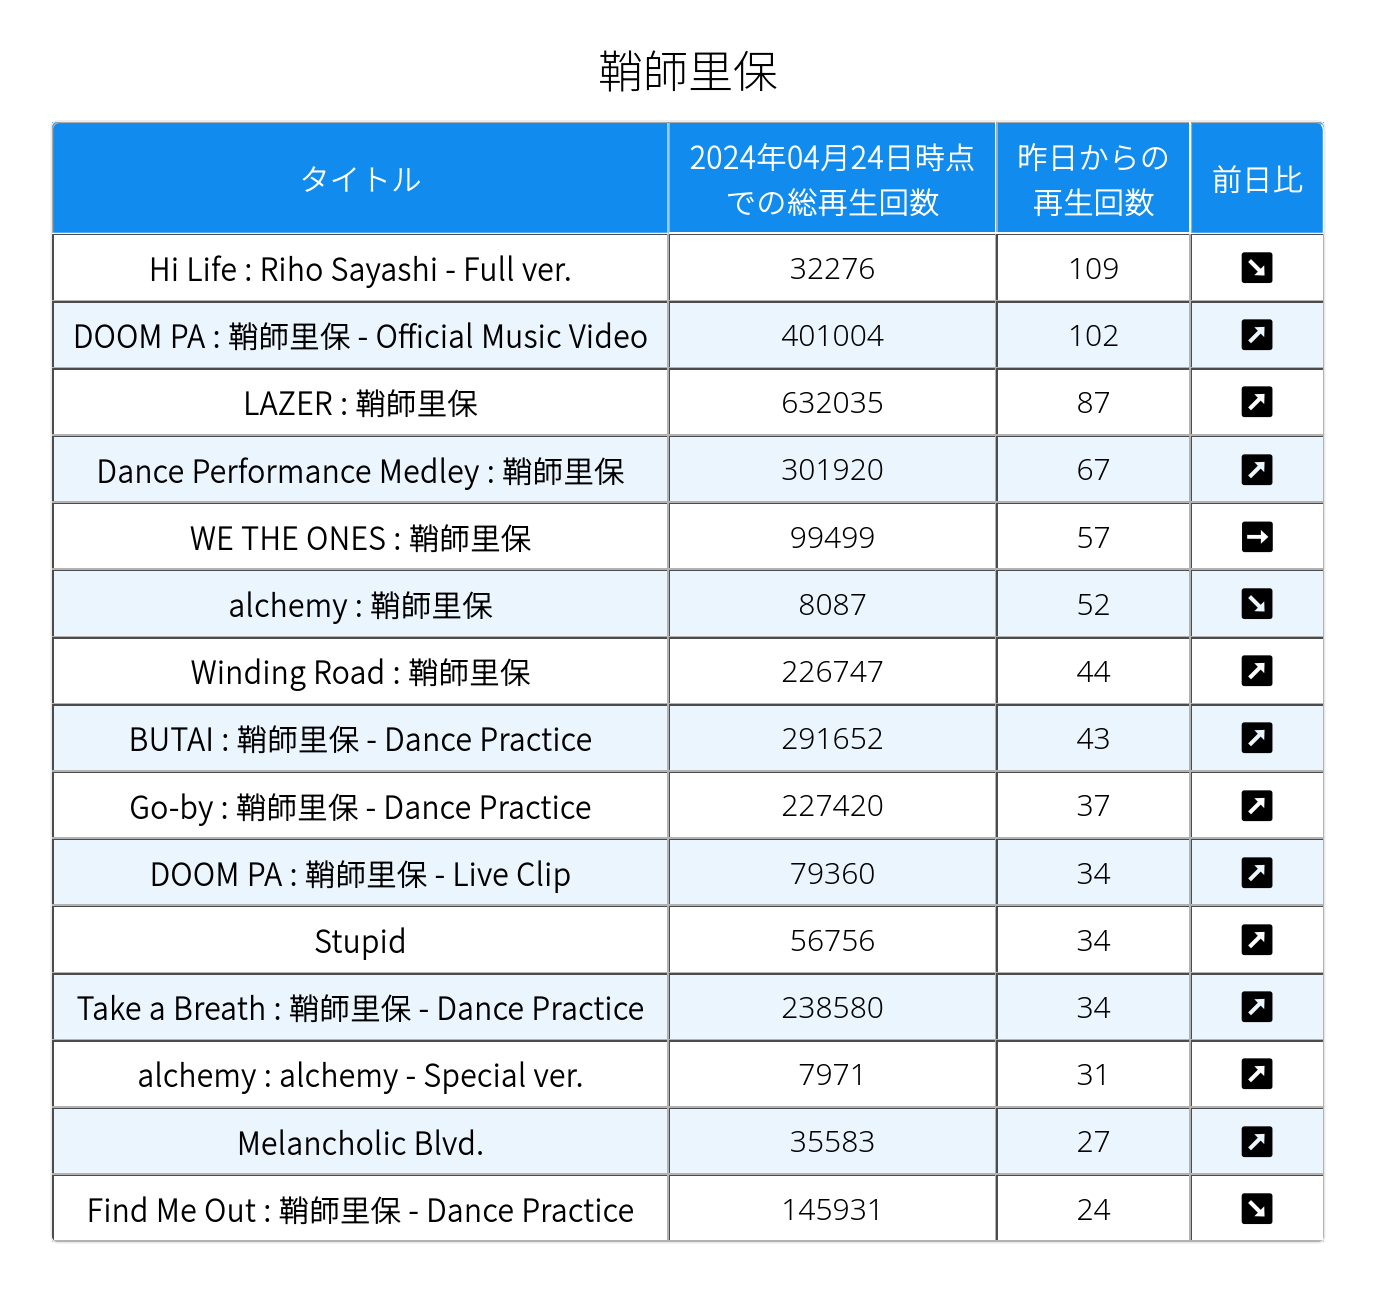 鞘師里保
タイトル
2024年04月24日時点
での総再生回数
昨日からの
再生回数
前日比
Hi Life : Riho Sayashi - Full ver. 32276 109 ↘
DOOM PA : 鞘師里保 - Official Music Video 401004 102 ↗
LAZER : 鞘師里保 632035 87 ↗
Dance Performance Medley : 鞘師里保 301920 67 ↗
WE THE ONES : 鞘師里保 99499 57 →
alchemy : 鞘師里保 8087 52 ↘
Winding Road : 鞘師里保 226747 44 ↗
BUTAI : 鞘師里保 - Dance Practice 291652 43 ↗
Go-by : 鞘師里保 - Dance Practice 227420 37 ↗
DOOM PA : 鞘師里保 - Live Clip 79360 34 ↗
Stupid 56756 34 ↗
Take a Breath : 鞘師里保 - Dance Practice 238580 34 ↗
alchemy : alchemy - Special ver. 7971 31 ↗
Melancholic Blvd. 35583 27 ↗
Find Me Out : 鞘師里保 - Dance Practice 145931 24 ↘